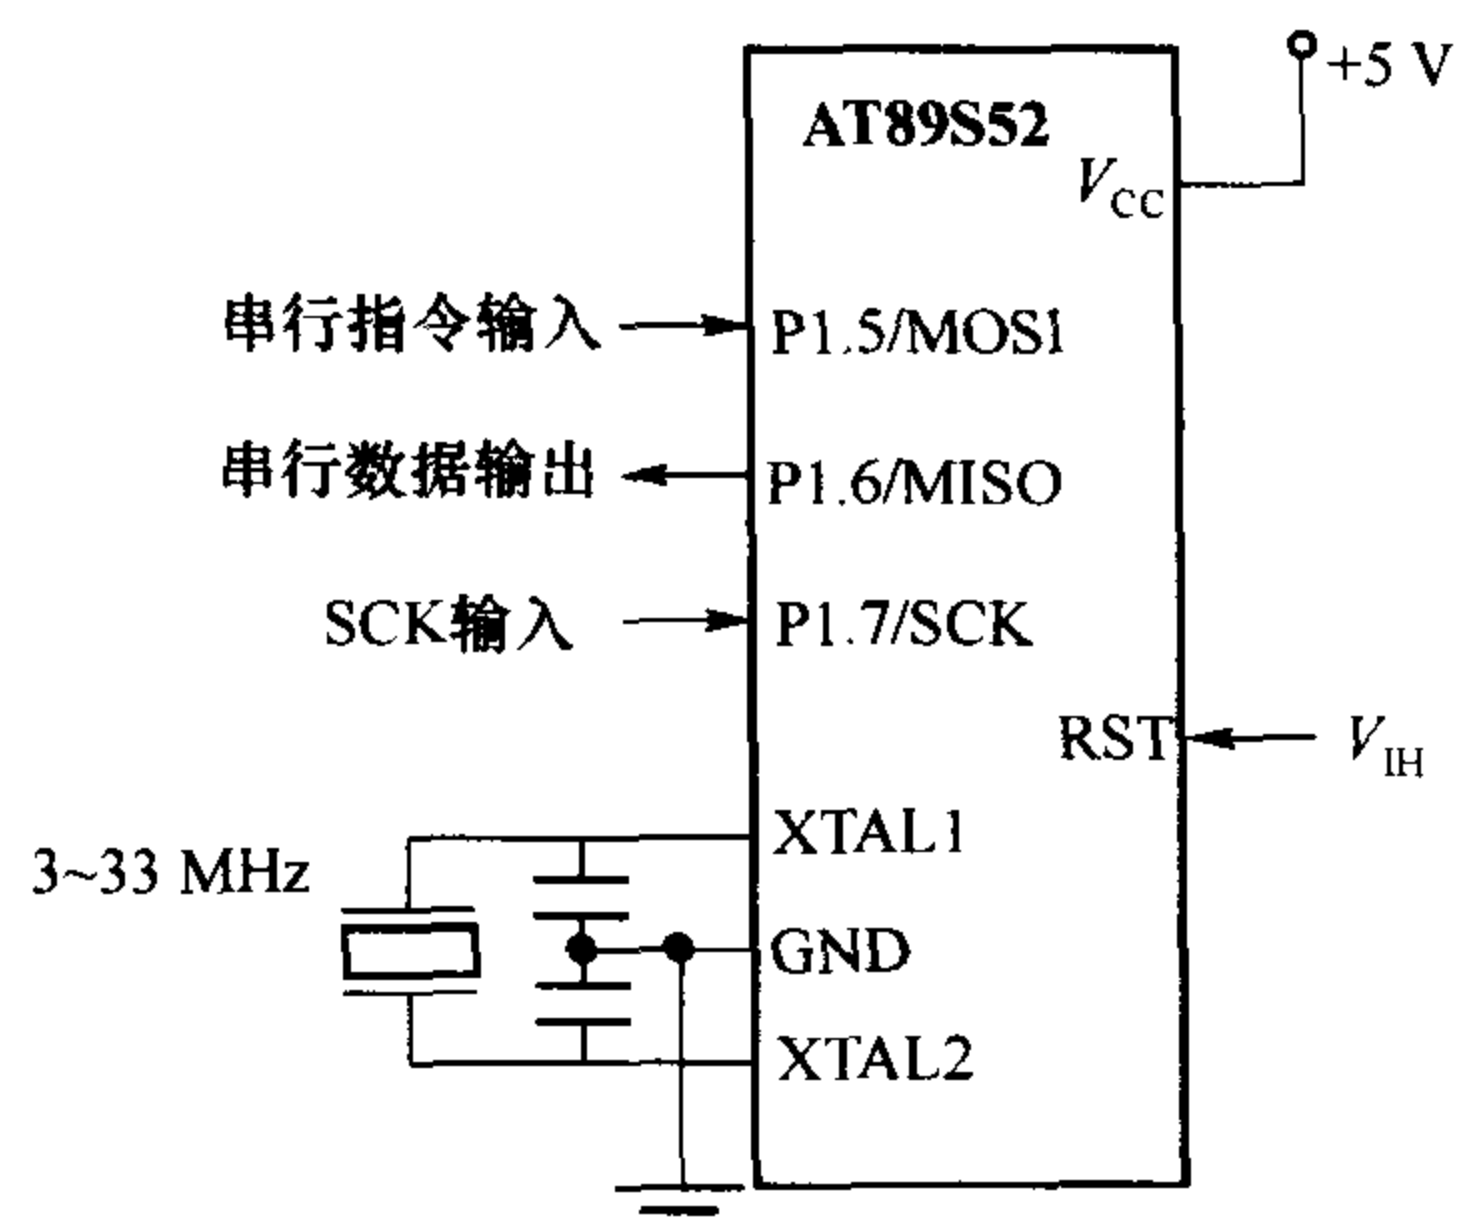 +5 V
AT89S52
VCC
串行指令输入
P1.5/MOSI
串行数据输出
P1.6/MISO
SCK输入
P1.7/SCK
RST
VIH
XTAL1
3~33 MHz
GND
XTAL2